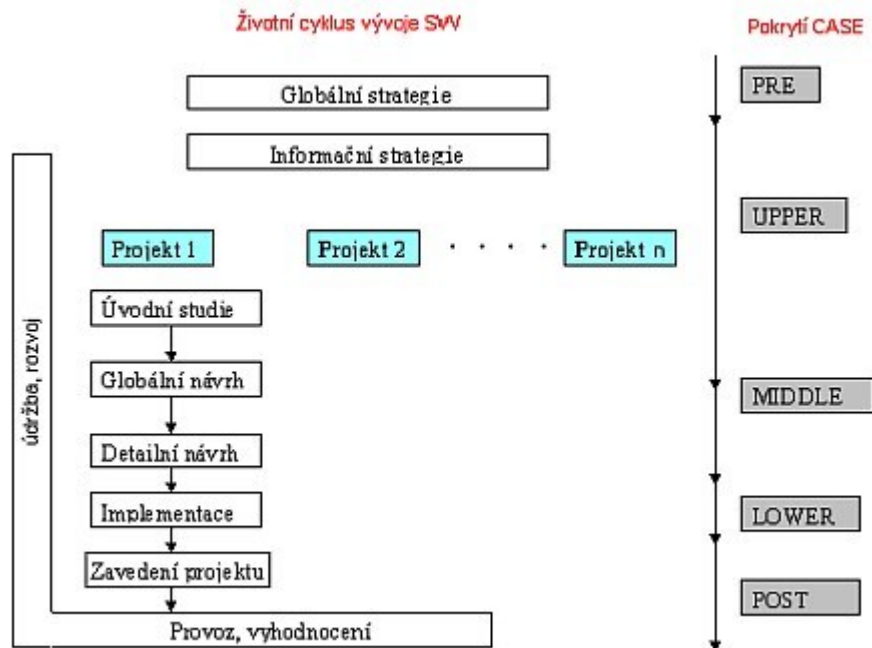 Životní cyklus vývoje SW
Pokrytí CASE
Globální strategie
PRE
Informační strategie
UPPER
Projekt 1
Projekt 2
. . . .
Projekt n
Úvodní studie
Globální návrh
MIDDLE
Detailní návrh
Implementace
LOWER
Zavedení projektu
POST
Provoz, vyhodnocení
údržba, rozvoj